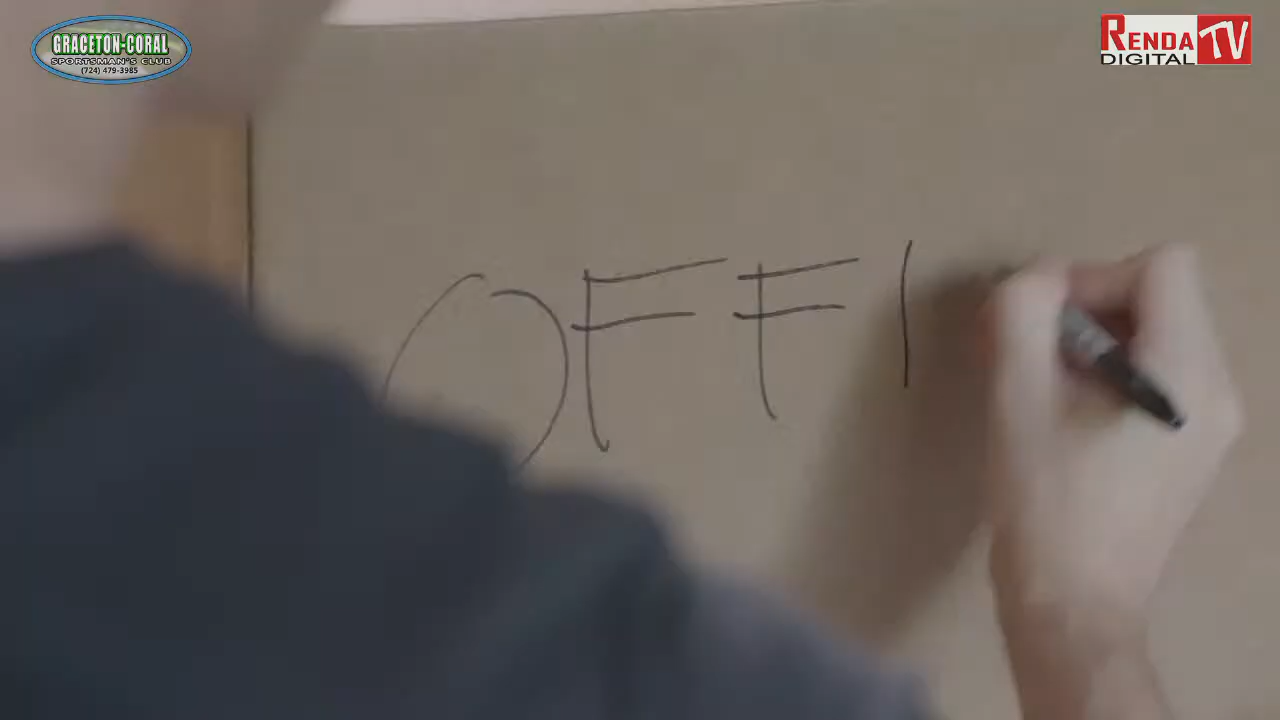 GRACETON-CORAL
SPORTSMAN'S CLUB
(724) 479-3985
RENDA TV
DIGITAL
OFFI